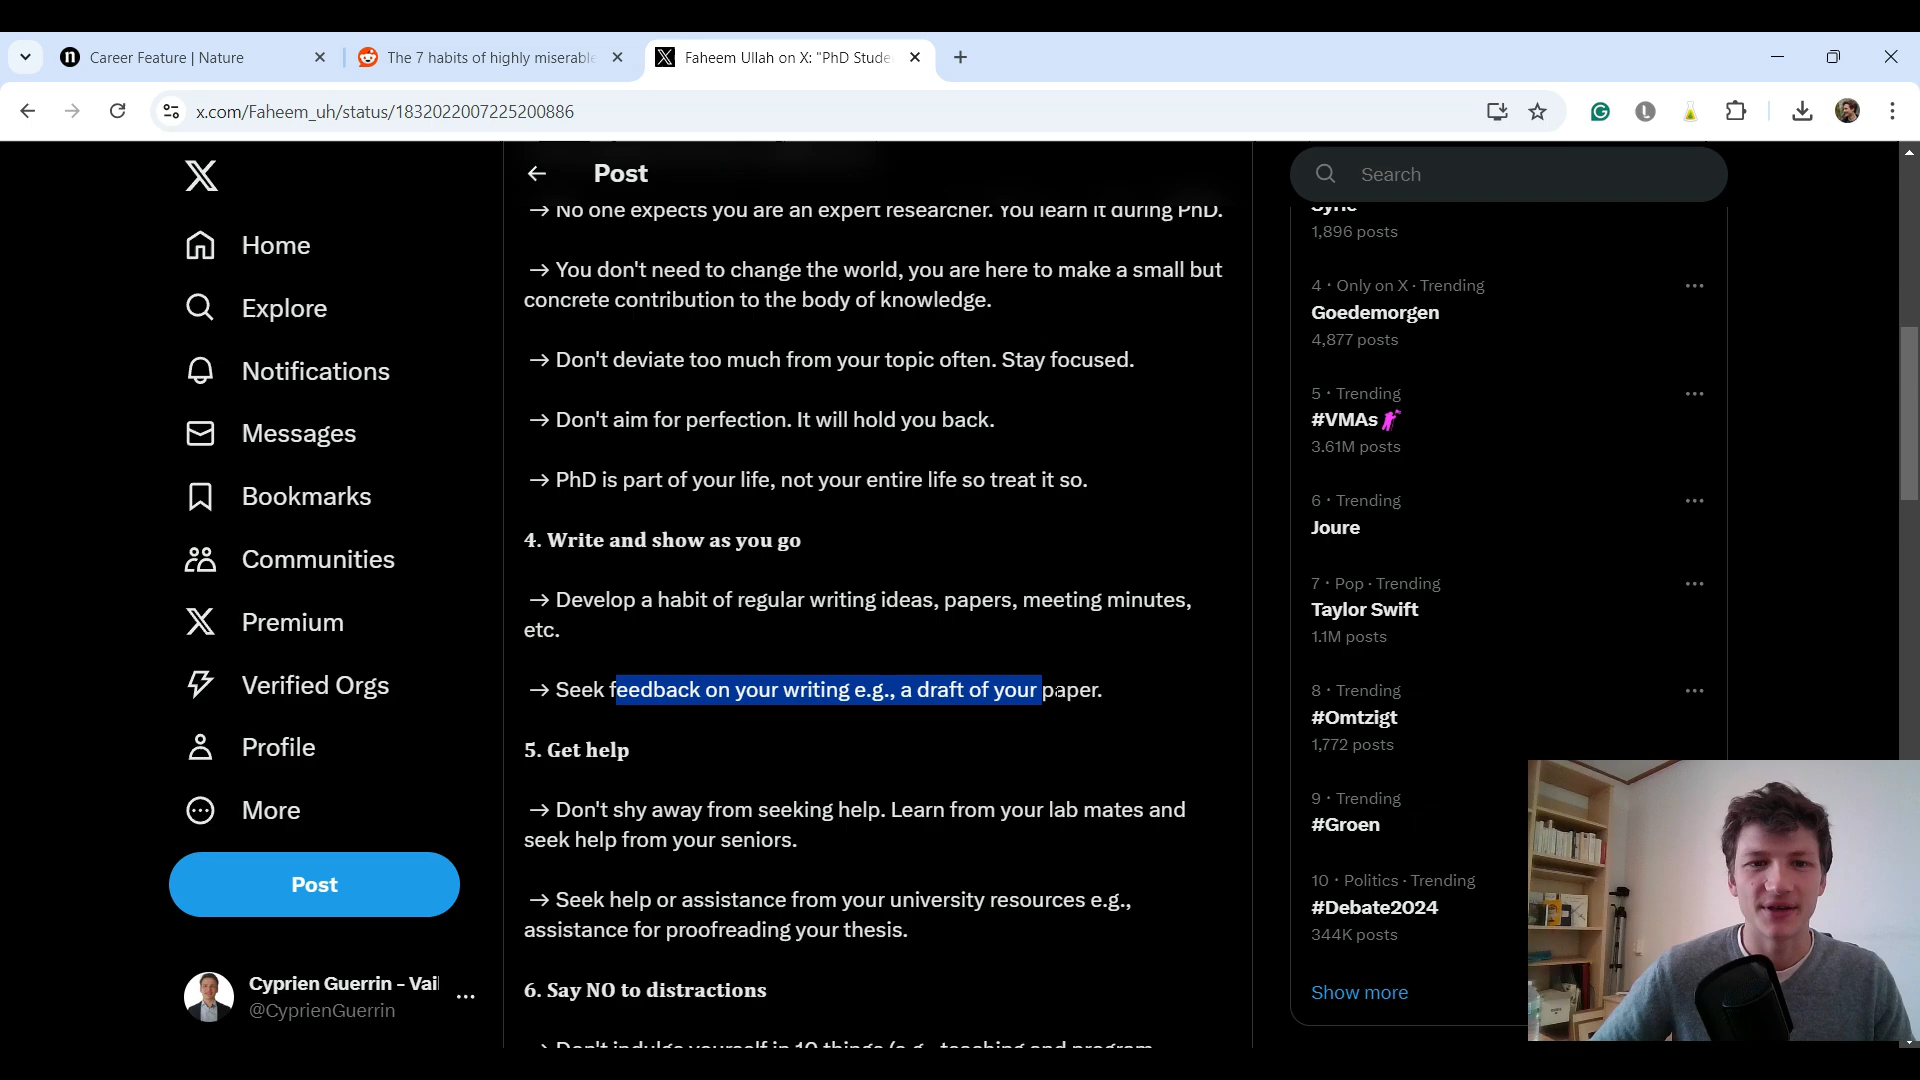 Career Feature | Nature
The 7 habits of highly miserable
Faheem Ullah on X: "PhD Stude
x.com/Faheem_uh/status/1832022007225200886
Home
Explore
Notifications
Messages
Bookmarks
Communities
Premium
Verified Orgs
Profile
More
Post
Cyprien Guerrin - Vai
@CyprienGuerrin
Post
→ No one expects you are an expert researcher. You learn it during PhD.
→ You don't need to change the world, you are here to make a small but
concrete contribution to the body of knowledge.
→ Don't deviate too much from your topic often. Stay focused.
→ Don't aim for perfection. It will hold you back.
→ PhD is part of your life, not your entire life so treat it so.
4. Write and show as you go
→ Develop a habit of regular writing ideas, papers, meeting minutes,
etc.
→ Seek feedback on your writing e.g., a draft of your paper.
5. Get help
→ Don't shy away from seeking help. Learn from your lab mates and
seek help from your seniors.
→ Seek help or assistance from your university resources e.g.,
assistance for proofreading your thesis.
6. Say NO to distractions
→ Don't indulge yourself in 10 things (e.g., teaching and program
Search
1,896 posts
4 · Only on X · Trending
Goedemorgen
4,877 posts
5 · Trending
#VMAs
3.61M posts
6 · Trending
Joure
7 · Pop · Trending
Taylor Swift
1.1M posts
8 · Trending
#Omtzigt
1,772 posts
9 · Trending
#Groen
10 · Politics · Trending
#Debate2024
344K posts
Show more